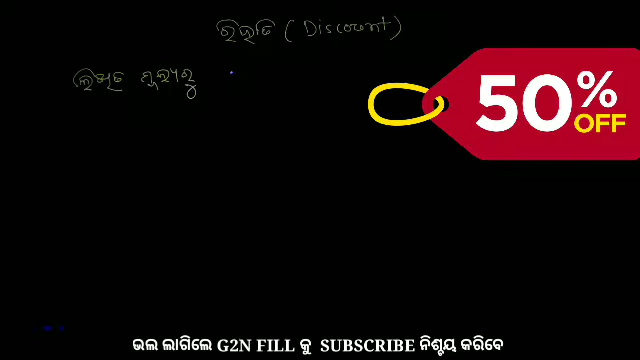 ରିହାତି ( Discount )
ଲିଖିତ ମୂଲ୍ୟରୁ
50% OFF
ଭଲ ଲାଗିଲେ G2N FILL କୁ SUBSCRIBE ନିଶ୍ଚୟ କରିବେ